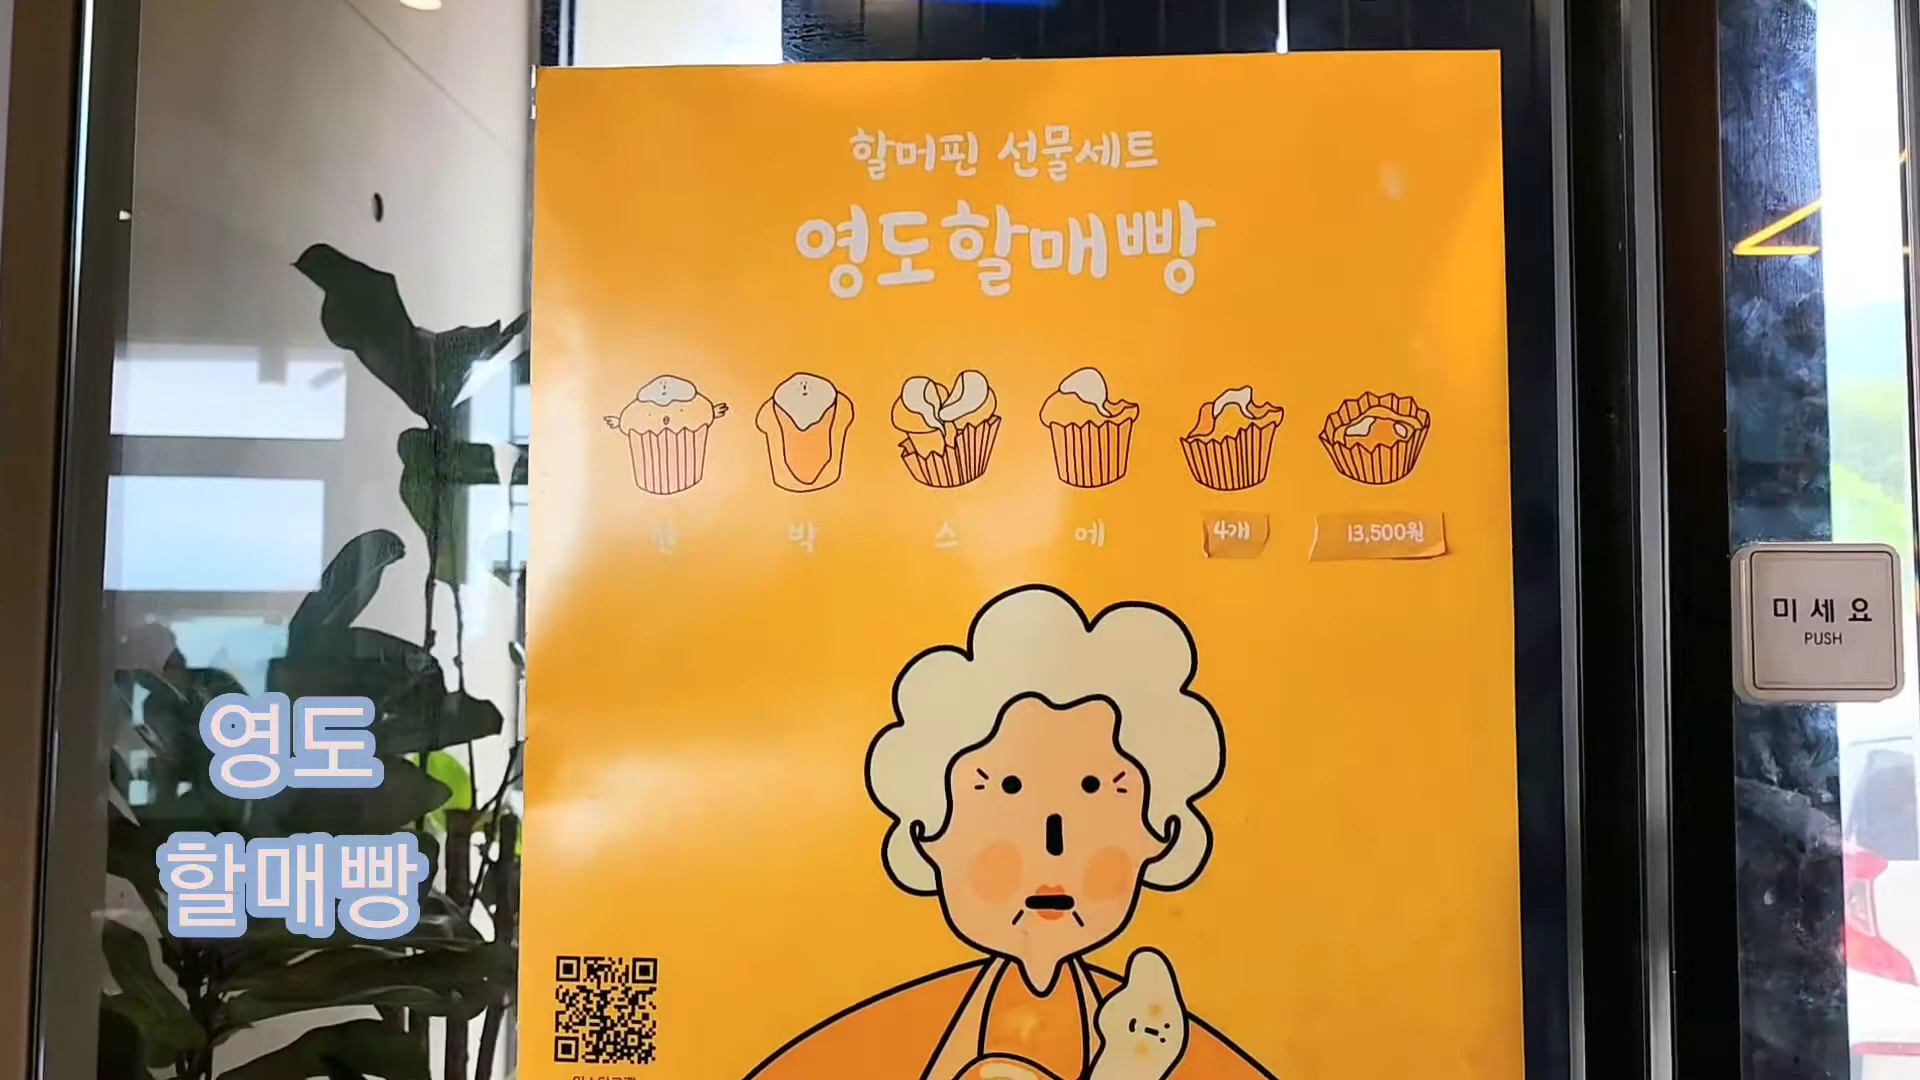 할머핀 선물세트
영도할매빵
한 박 스 에 4개 13,500원
미세요
PUSH
영도
할매빵